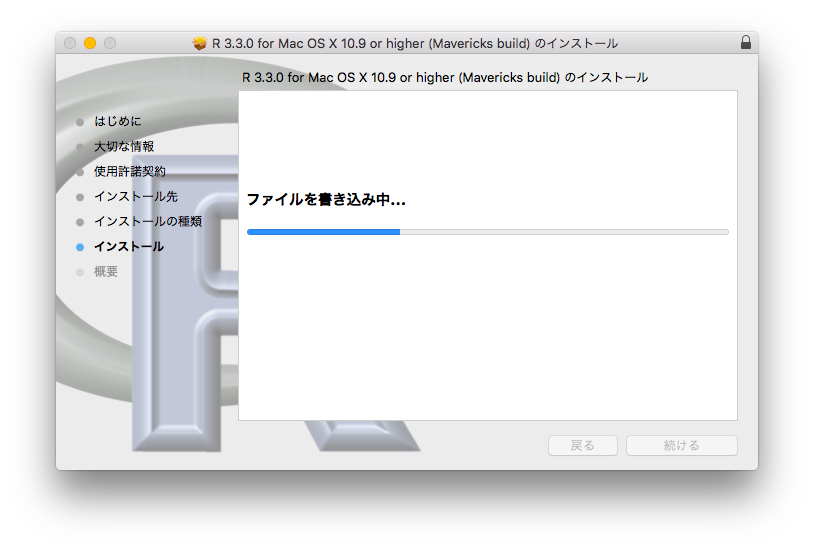 R 3.3.0 for Mac OS X 10.9 or higher (Mavericks build) のインストール
R 3.3.0 for Mac OS X 10.9 or higher (Mavericks build) のインストール
はじめに
大切な情報
使用許諾契約
インストール先
インストールの種類
インストール
概要
ファイルを書き込み中...
戻る
続ける